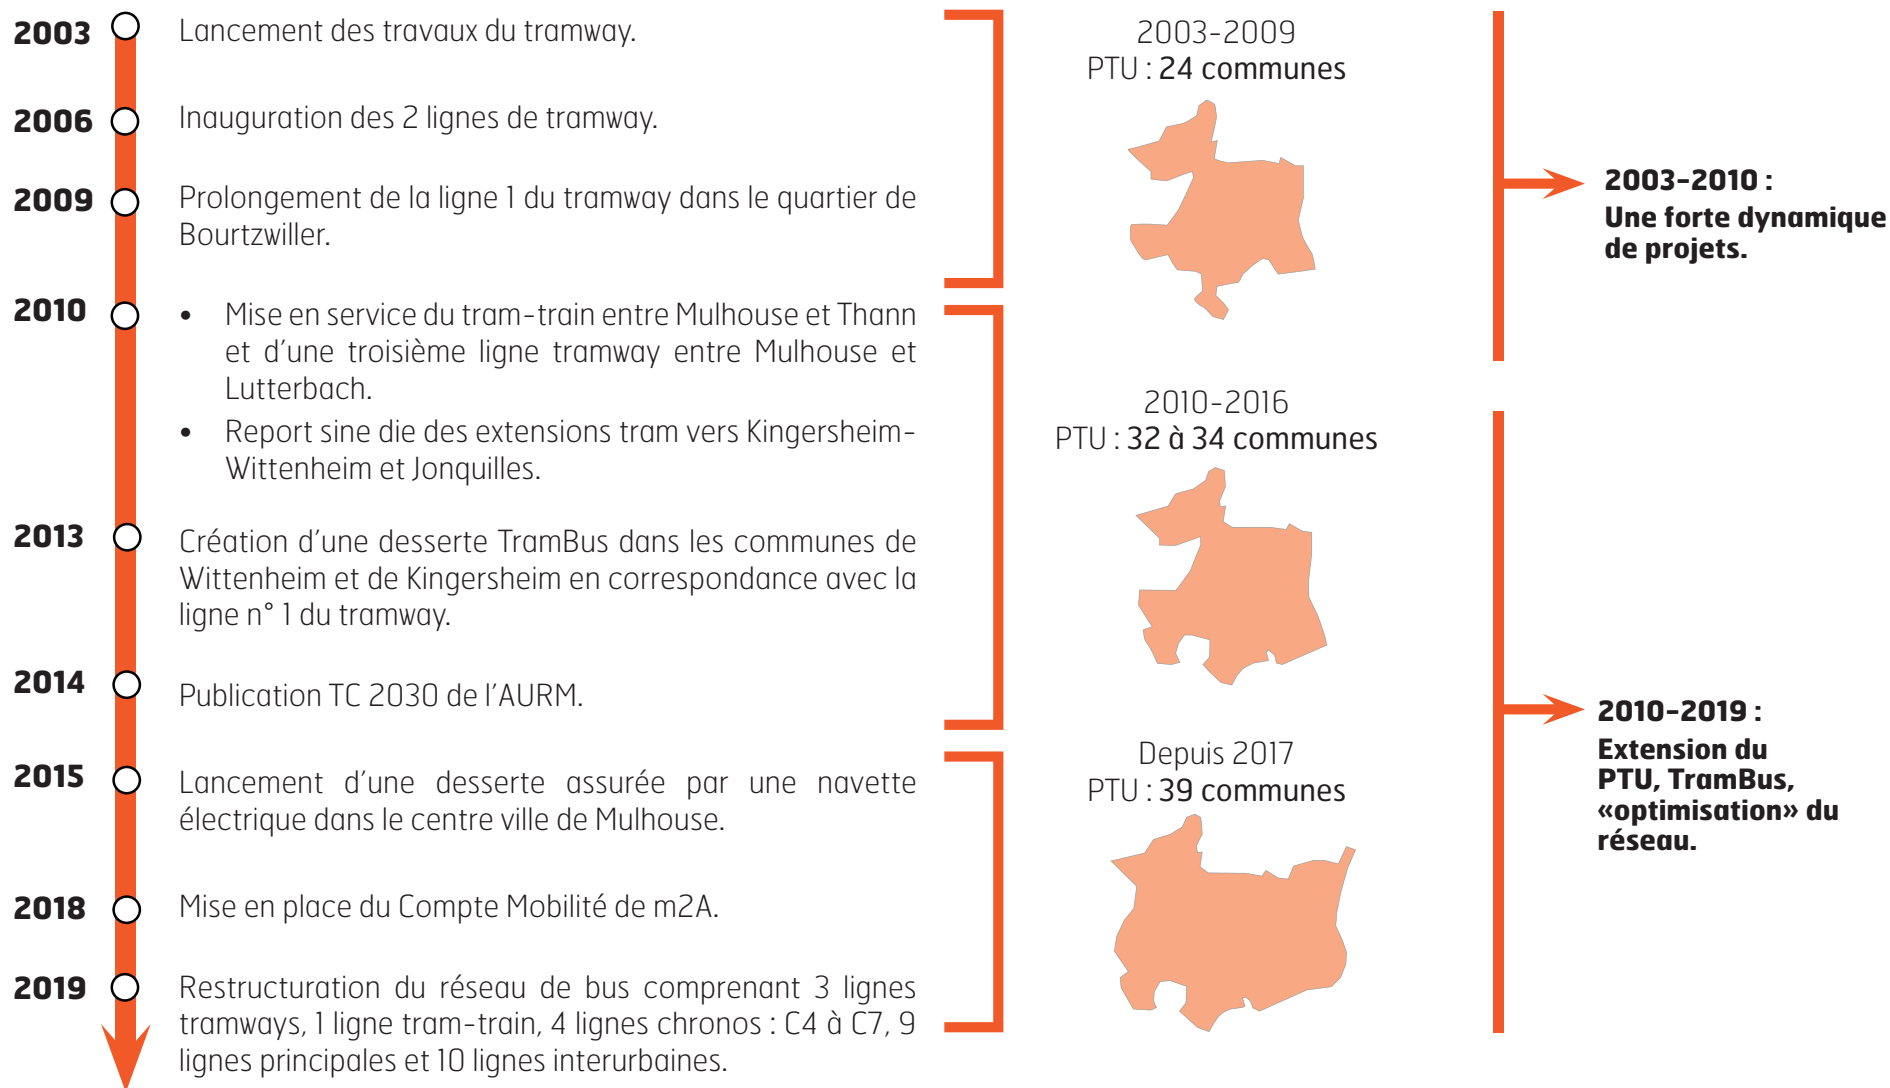 2003
Lancement des travaux du tramway.
2006
Inauguration des 2 lignes de tramway.
2009
Prolongement de la ligne 1 du tramway dans le quartier de
Bourtzwiller.
2010
• Mise en service du tram-train entre Mulhouse et Thann
et d'une troisième ligne tramway entre Mulhouse et
Lutterbach.
• Report sine die des extensions tram vers Kingersheim-
Wittenheim et Jonquilles.
2013
Création d'une desserte TramBus dans les communes de
Wittenheim et de Kingersheim en correspondance avec la
ligne n° 1 du tramway.
2014
Publication TC 2030 de l'AURM.
2015
Lancement d'une desserte assurée par une navette
électrique dans le centre ville de Mulhouse.
2018
Mise en place du Compte Mobilité de m2A.
2019
Restructuration du réseau de bus comprenant 3 lignes
tramways, 1 ligne tram-train, 4 lignes chronos : C4 à C7, 9
lignes principales et 10 lignes interurbaines.
2003-2009
PTU : 24 communes
2010-2016
PTU : 32 à 34 communes
Depuis 2017
PTU : 39 communes
2003-2010 :
Une forte dynamique
de projets.
2010-2019 :
Extension du
PTU, TramBus,
«optimisation» du
réseau.